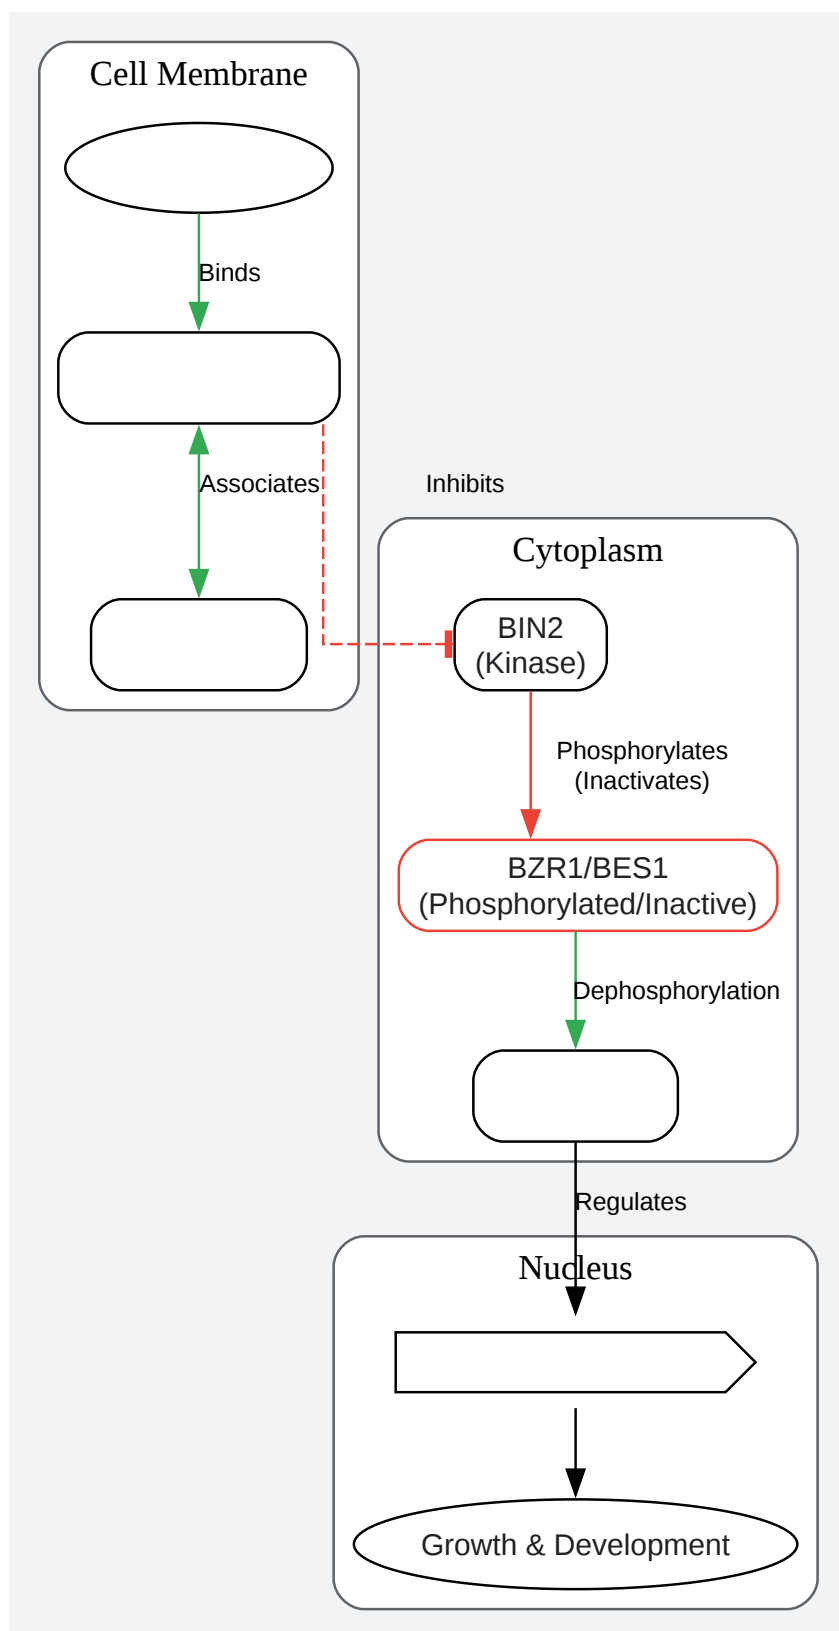 Cell Membrane
Binds
Associates
Inhibits
Cytoplasm
BIN2
(Kinase)
Phosphorylates
(Inactivates)
BZR1/BES1
(Phosphorylated/Inactive)
Dephosphorylation
Regulates
Nucleus
Growth & Development